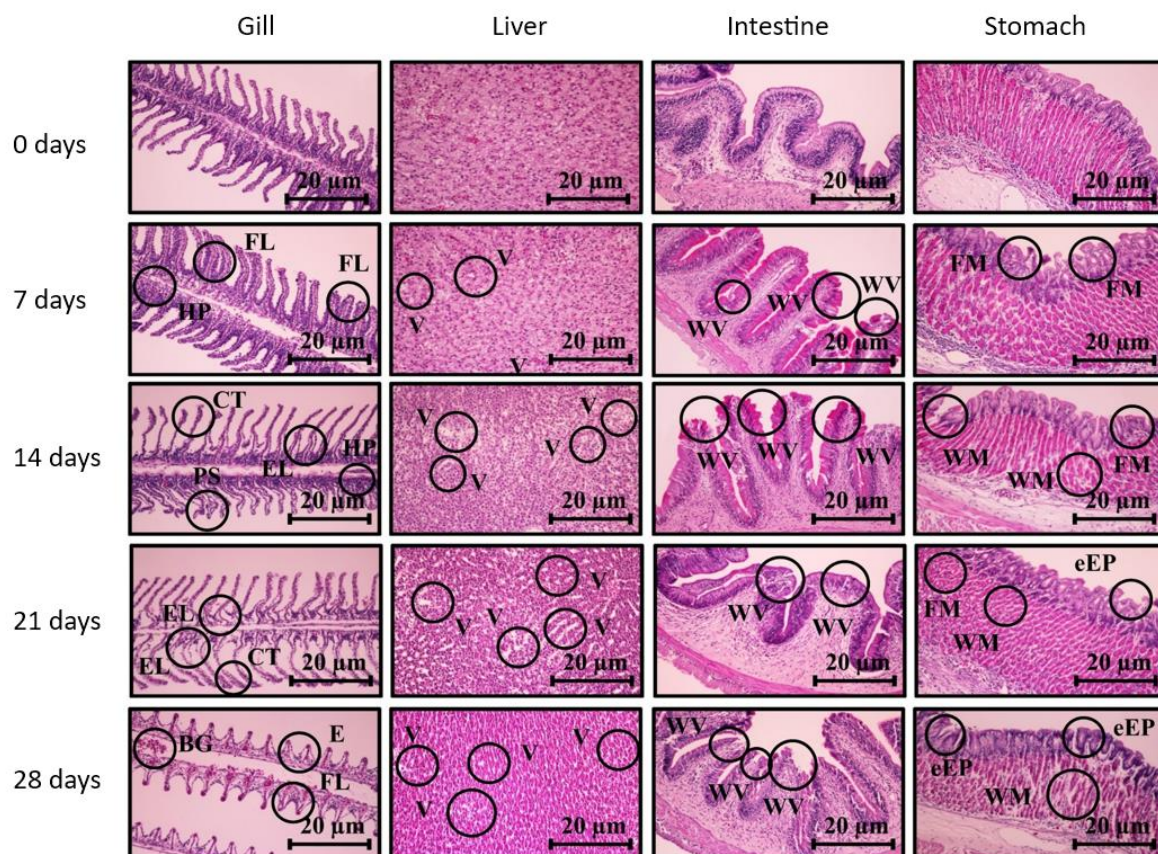 Gill Liver Intestine Stomach
0 days
20 µm 20 µm 20 µm 20 µm
7 days
FL FL HP 20 µm
V V V 20 µm
WV WV WV 20 µm
FM FM 20 µm
14 days
CT EL HP PS 20 µm
V V V V 20 µm
WV WV WV 20 µm
WM WM FM 20 µm
21 days
EL EL CT 20 µm
V V V V 20 µm
WV WV 20 µm
FM WM eEP 20 µm
28 days
BG E FL 20 µm
V V V V 20 µm
WV WV WV 20 µm
eEP eEP WM 20 µm